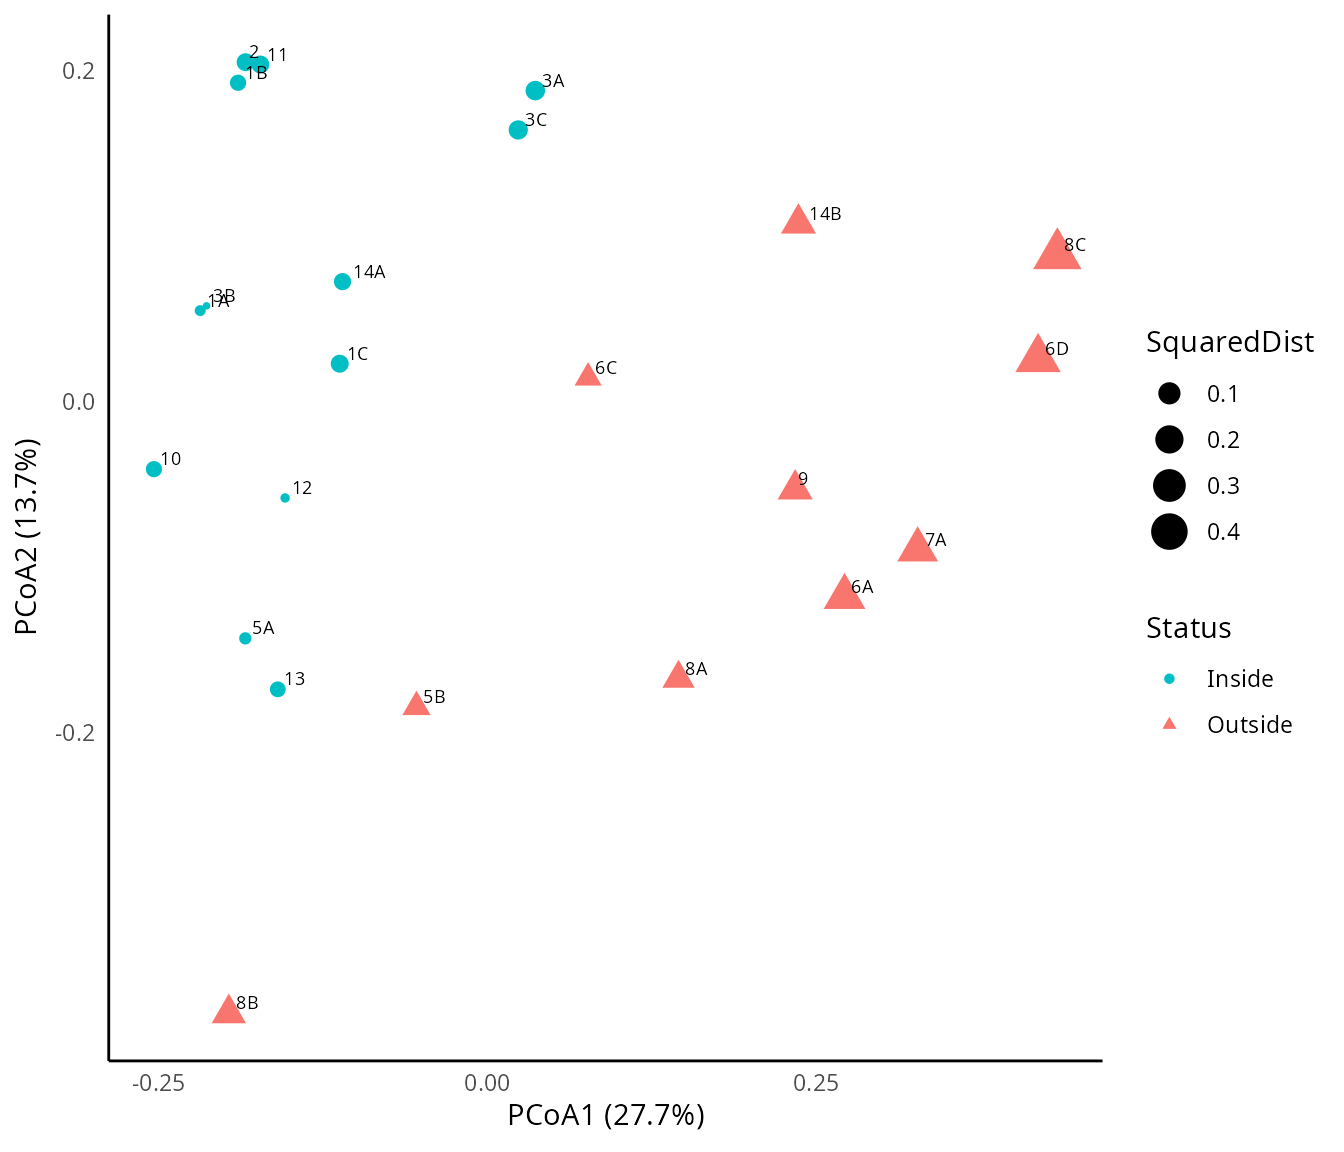 2
11
1B
3A
3C
14B
8C
14A
3B
1A
1C
6C
6D
10
12
9
7A
6A
5A
13
5B
8A
8B
0.2
0.0
-0.2
PCoA2 (13.7%)
-0.25
0.00
0.25
PCoA1 (27.7%)
SquaredDist
0.1
0.2
0.3
0.4
Status
Inside
Outside